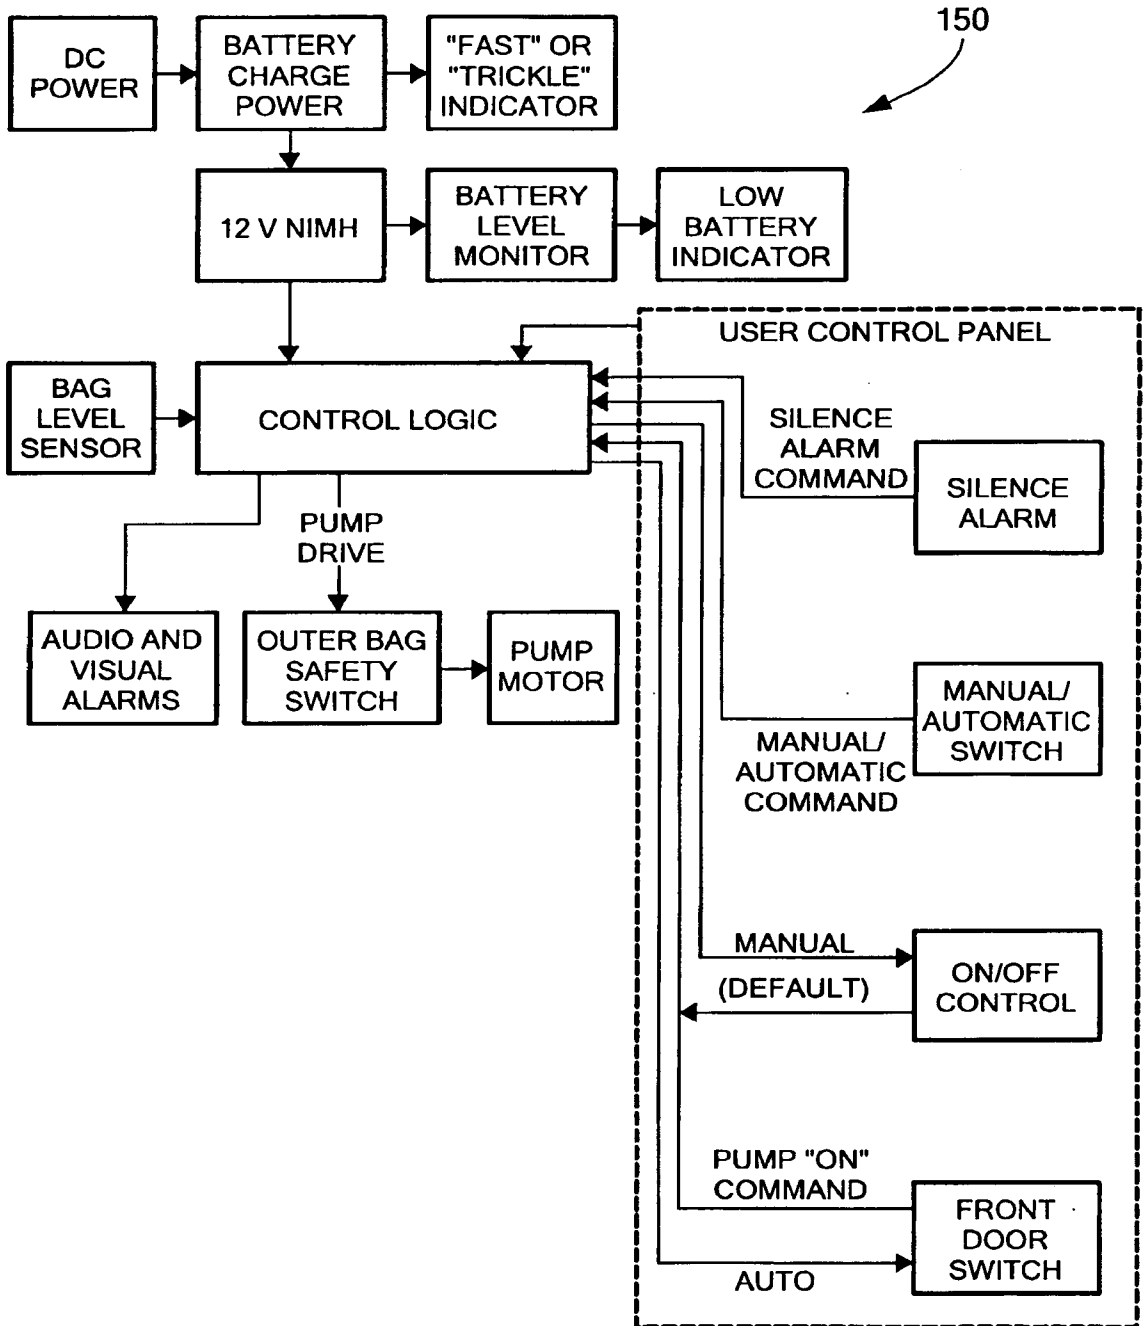 150
DC
POWER
BATTERY
CHARGE
POWER
"FAST" OR
"TRICKLE"
INDICATOR
12 V NIMH
BATTERY
LEVEL
MONITOR
LOW
BATTERY
INDICATOR
USER CONTROL PANEL
BAG
LEVEL
SENSOR
CONTROL LOGIC
SILENCE
ALARM
COMMAND
SILENCE
ALARM
PUMP
DRIVE
AUDIO AND
VISUAL
ALARMS
OUTER BAG
SAFETY
SWITCH
PUMP
MOTOR
MANUAL/
AUTOMATIC
SWITCH
MANUAL/
AUTOMATIC
COMMAND
MANUAL
(DEFAULT)
ON/OFF
CONTROL
PUMP "ON"
COMMAND
FRONT
DOOR
SWITCH
AUTO